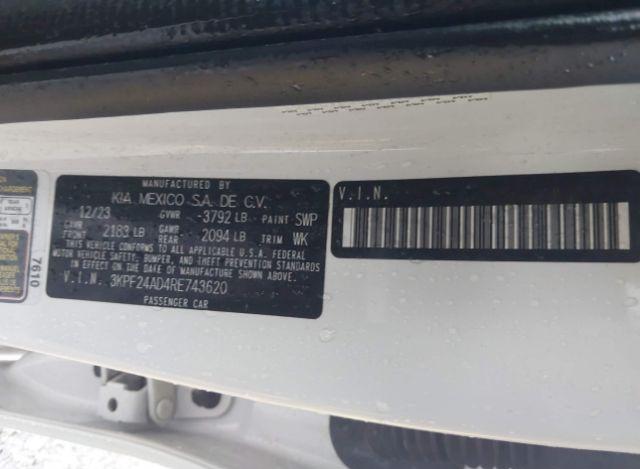 MANUFACTURED BY
KIA MEXICO S.A. DE C.V.
12/23 GVWR 3792 LB PAINT SWP
GAWR FRONT 2183 LB GAWR REAR 2094 LB TRIM WK
THIS VEHICLE CONFORMS TO ALL APPLICABLE U.S.A. FEDERAL
MOTOR VEHICLE SAFETY, BUMPER, AND THEFT PREVENTION
STANDARDS IN EFFECT ON THE DATE OF MANUFACTURE SHOWN ABOVE.
V.I.N. 3KPF24AD4RE743620
PASSENGER CAR
V.I.N.
7610